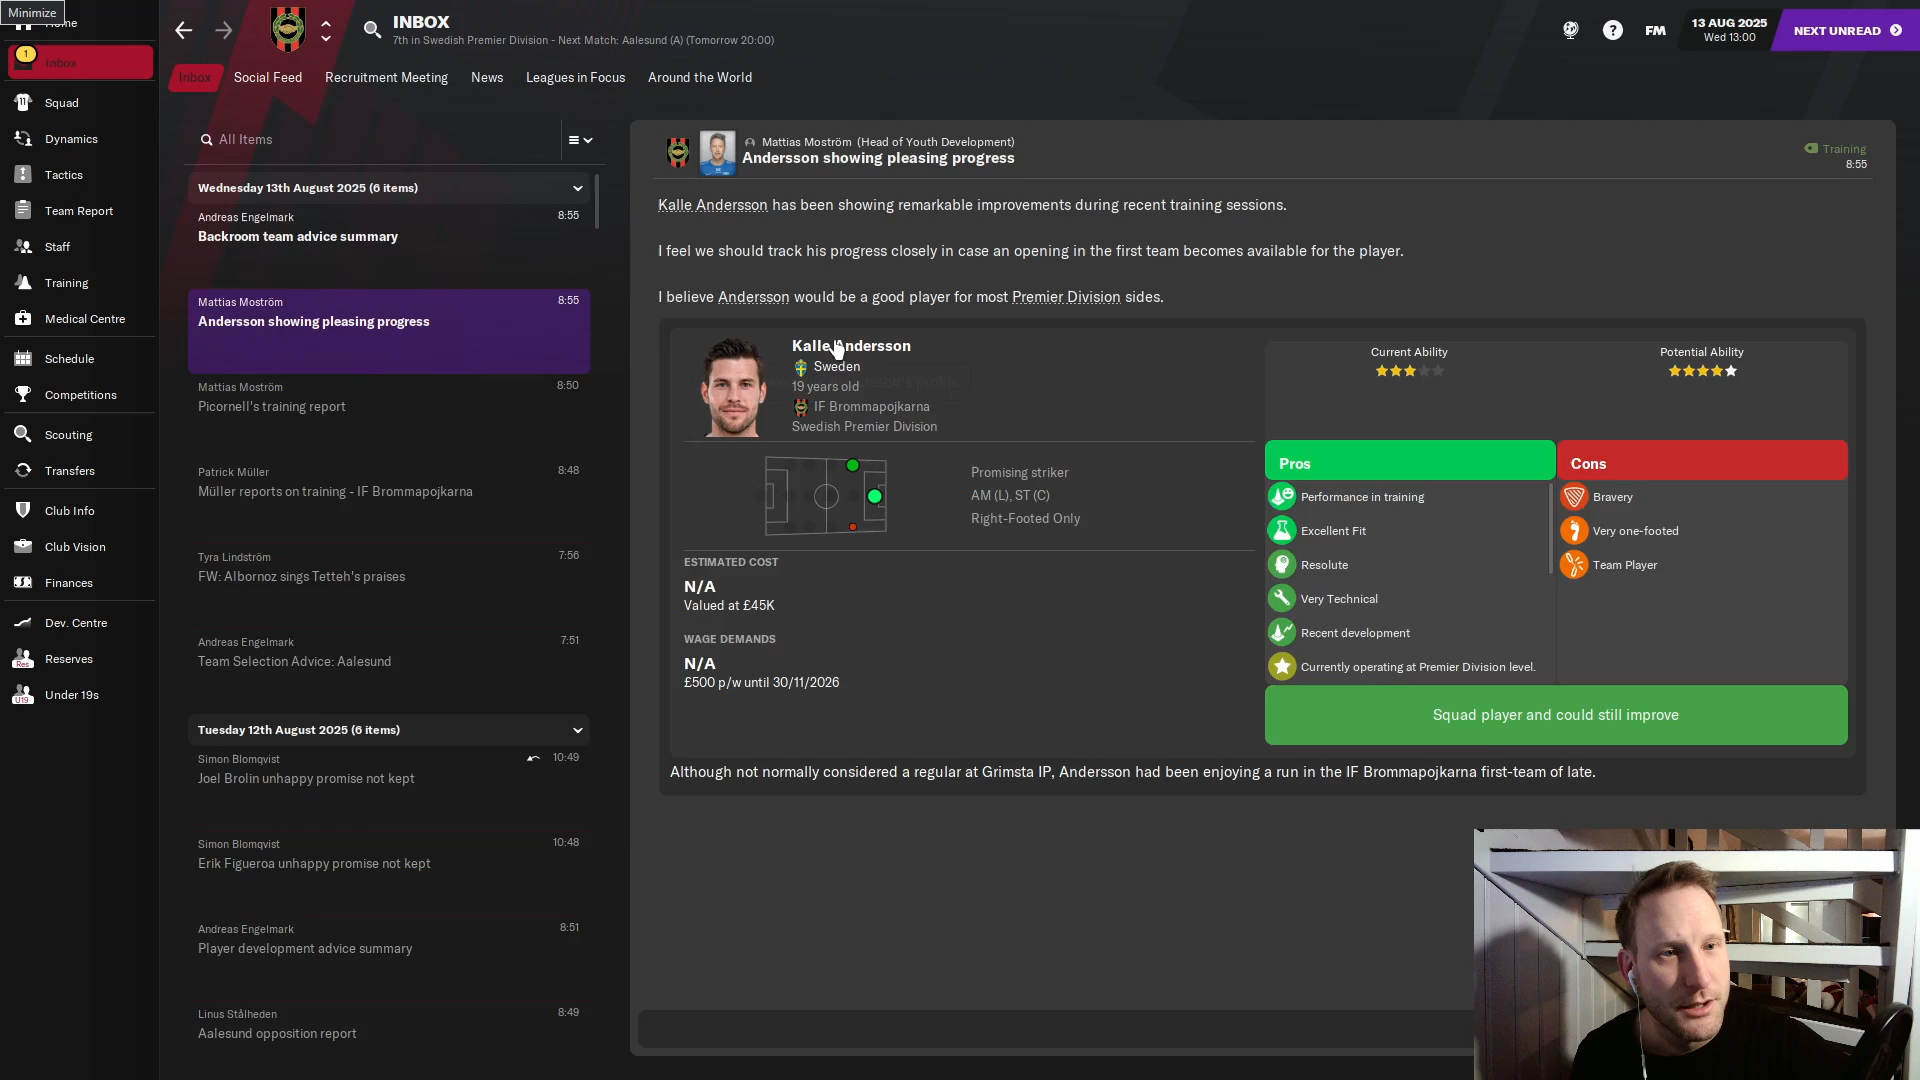 Minimize
Home
1
Inbox
Squad
Dynamics
Tactics
Team Report
Staff
Training
Medical Centre
Schedule
Competitions
Scouting
Transfers
Club Info
Club Vision
Finances
Dev. Centre
Res
Reserves
U19
Under 19s
INBOX
7th in Swedish Premier Division - Next Match: Aalesund (A) (Tomorrow 20:00)
FM
13 AUG 2025
Wed 13:00
NEXT UNREAD
Inbox
Social Feed
Recruitment Meeting
News
Leagues in Focus
Around the World
All Items
Wednesday 13th August 2025 (6 items)
Andreas Engelmark 8:55
Backroom team advice summary
Mattias Moström 8:55
Andersson showing pleasing progress
Mattias Moström 8:50
Picornell's training report
Patrick Müller 8:48
Müller reports on training - IF Brommapojkarna
Tyra Lindström 7:56
FW: Albornoz sings Tetteh's praises
Andreas Engelmark 7:51
Team Selection Advice: Aalesund
Tuesday 12th August 2025 (6 items)
Simon Blomqvist 10:49
Joel Brolin unhappy promise not kept
Simon Blomqvist 10:48
Erik Figueroa unhappy promise not kept
Andreas Engelmark 8:51
Player development advice summary
Linus Stålheden 8:49
Aalesund opposition report
Mattias Moström (Head of Youth Development)
Andersson showing pleasing progress
Training
8:55
Kalle Andersson has been showing remarkable improvements during recent training sessions.
I feel we should track his progress closely in case an opening in the first team becomes available for the player.
I believe Andersson would be a good player for most Premier Division sides.
Kalle Andersson
Sweden
19 years old
IF Brommapojkarna
Swedish Premier Division
Promising striker
AM (L), ST (C)
Right-Footed Only
ESTIMATED COST
N/A
Valued at £45K
WAGE DEMANDS
N/A
£500 p/w until 30/11/2026
Current Ability
Potential Ability
Pros
Performance in training
Excellent Fit
Resolute
Very Technical
Recent development
Currently operating at Premier Division level.
Cons
Bravery
Very one-footed
Team Player
Squad player and could still improve
Although not normally considered a regular at Grimsta IP, Andersson had been enjoying a run in the IF Brommapojkarna first-team of late.